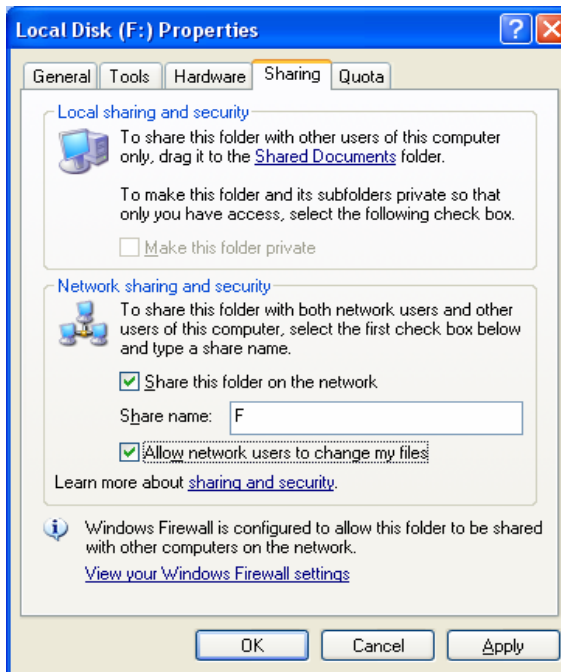 Local Disk (F:) Properties
General Tools Hardware Sharing Quota
Local sharing and security
To share this folder with other users of this computer
only, drag it to the Shared Documents folder.
To make this folder and its subfolders private so that
only you have access, select the following check box.
Make this folder private
Network sharing and security
To share this folder with both network users and other
users of this computer, select the first check box below
and type a share name.
Share this folder on the network
Share name: F
Allow network users to change my files
Learn more about sharing and security.
Windows Firewall is configured to allow this folder to be shared
with other computers on the network.
View your Windows Firewall settings
OK Cancel Apply